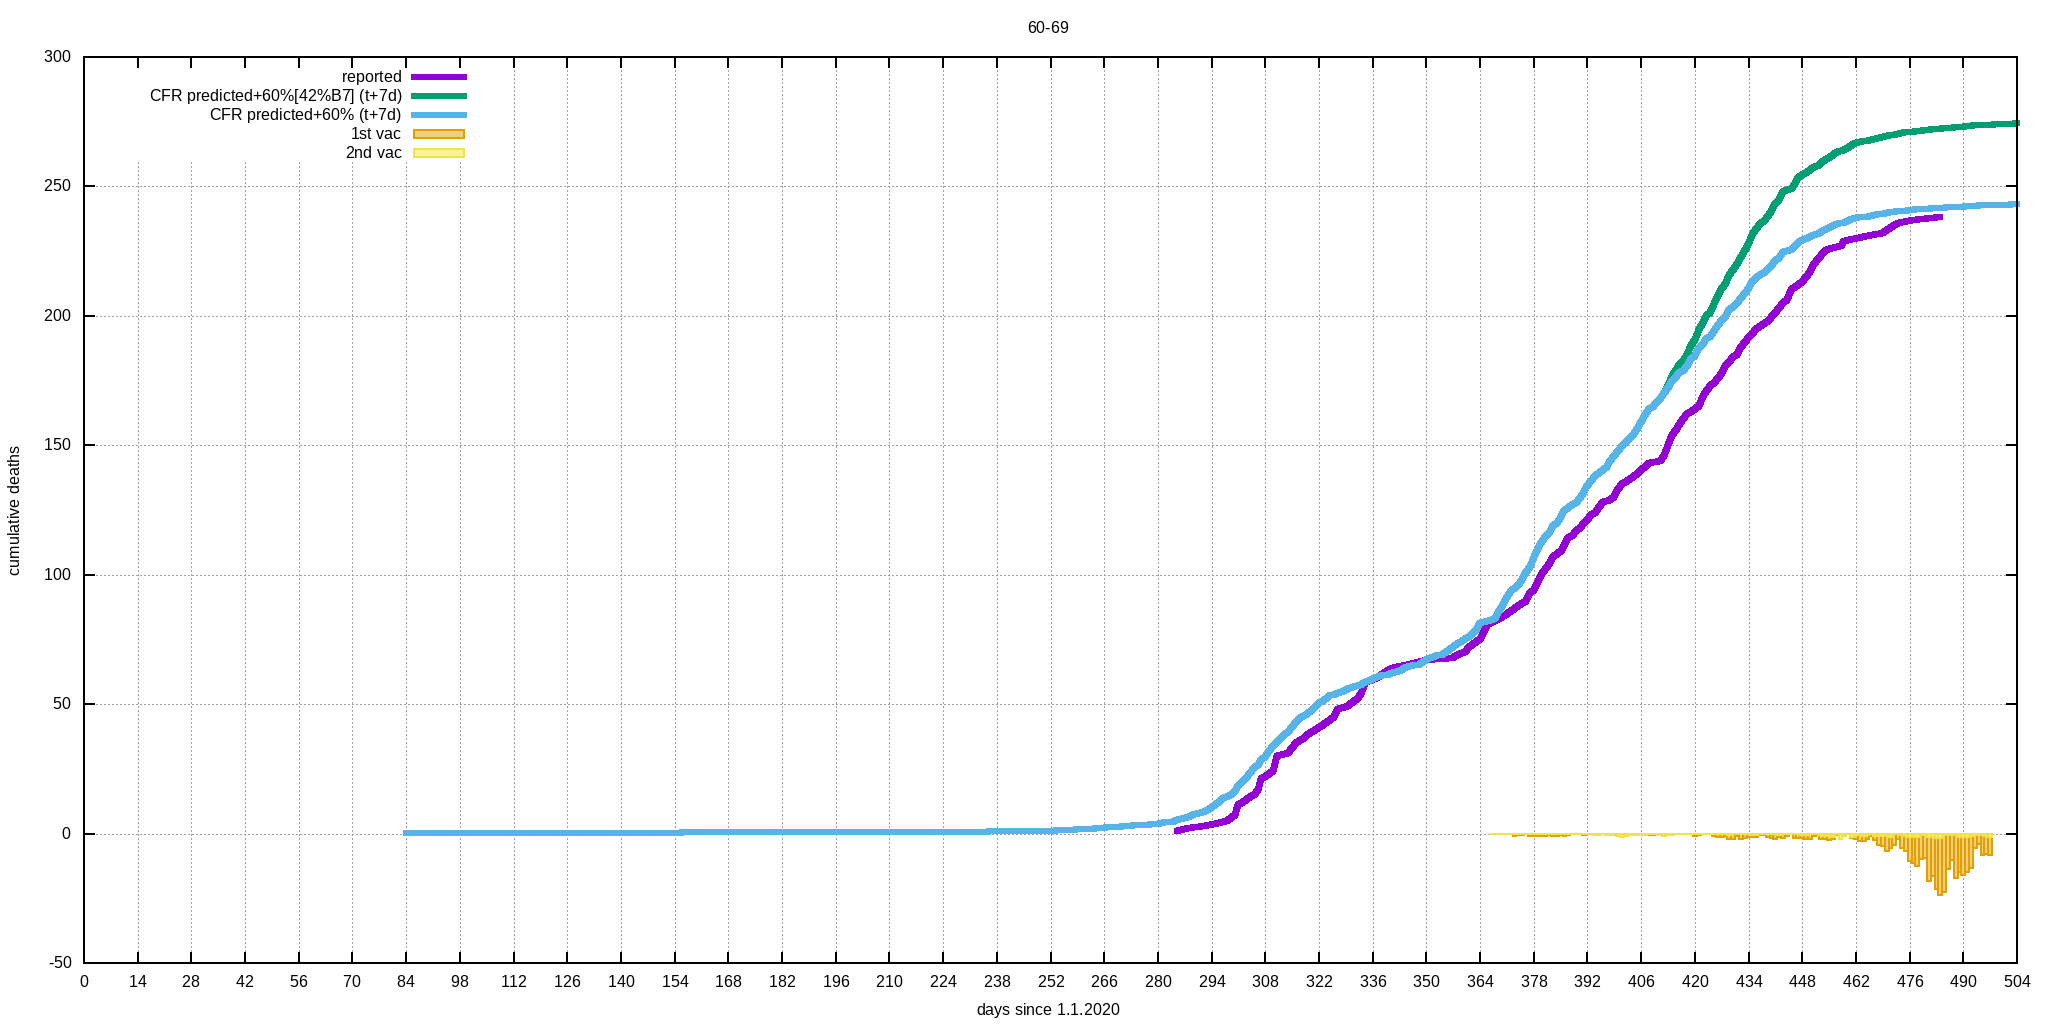 60-69
300
250
200
150
100
50
0
-50
cumulative deaths
reported
CFR predicted+60%[42%B7] (t+7d)
CFR predicted+60% (t+7d)
1st vac
2nd vac
0 14 28 42 56 70 84 98 112 126 140 154 168 182 196 210 224 238 252 266 280 294 308 322 336 350 364 378 392 406 420 434 448 462 476 490 504
days since 1.1.2020